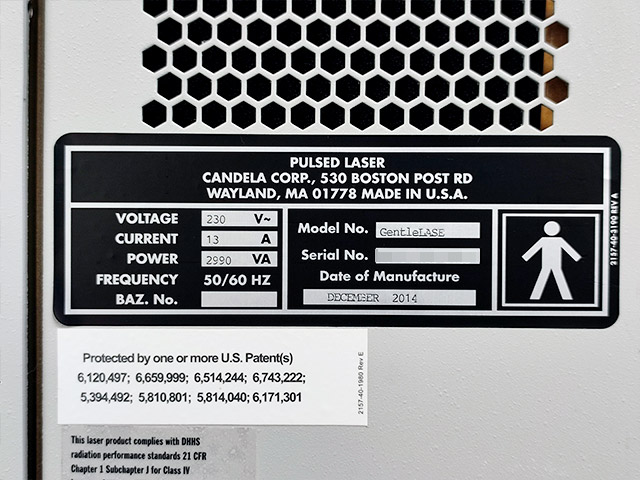 PULSED LASER
CANDELA CORP., 530 BOSTON POST RD
WAYLAND, MA 01778 MADE IN U.S.A.
VOLTAGE 230 V~
CURRENT 13 A
POWER 2990 VA
FREQUENCY 50/60 HZ
BAZ. No.
Model No. GentleLASE
Serial No.
Date of Manufacture
DECEMBER 2014
2157-40-3190 REV A
Protected by one or more U.S. Patent(s)
6,120,497; 6,659,999; 6,514,244; 6,743,222;
5,394,492; 5,810,801; 5,814,040; 6,171,301
2157-40-1980 Rev E
This laser product complies with DHHS
radiation performance standards 21 CFR
Chapter 1 Subchapter J for Class IV